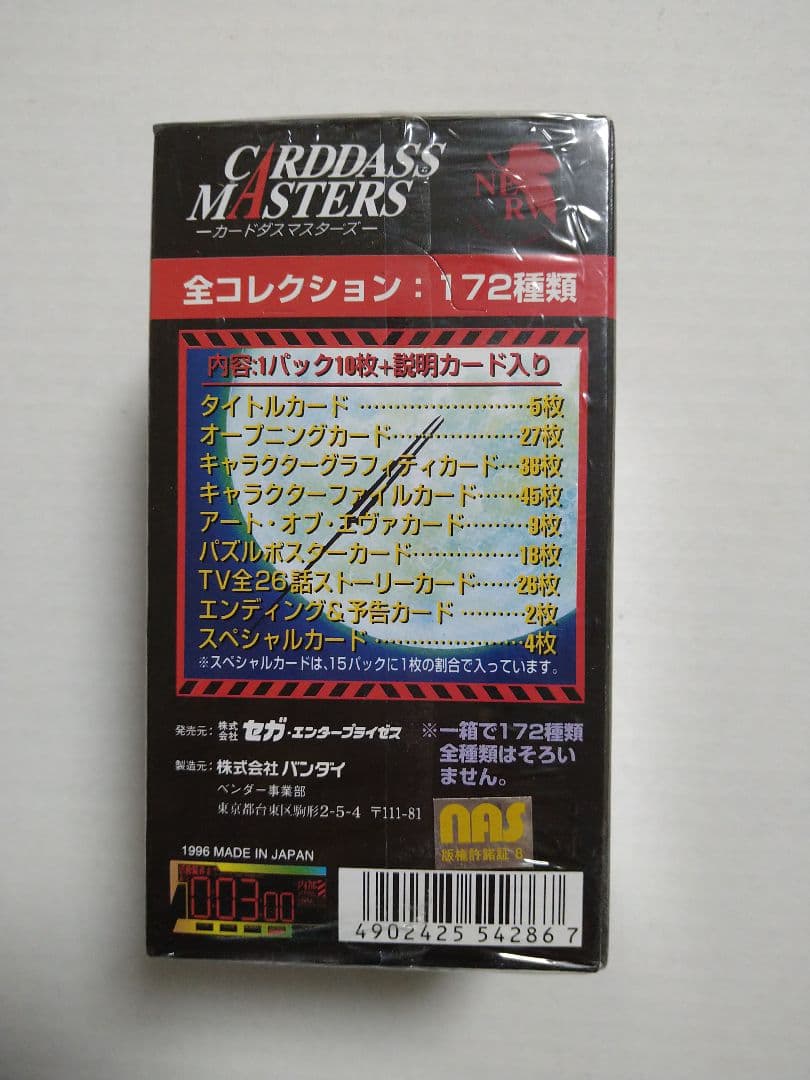 CARDDASS
MASTERS
ーカードダスマスターズー
NERV
全コレクション：172種類
内容:1パック10枚+説明カード入り
タイトルカード ……………………5枚
オープニングカード………………27枚
キャラクターグラフィティカード…36枚
キャラクターファイルカード……45枚
アート・オブ・エヴァカード………9枚
パズルポスターカード……………18枚
TV全26話ストーリーカード……26枚
エンディング&予告カード ………2枚
スペシャルカード …………………4枚
※スペシャルカードは、15パックに1枚の割合で入っています。
発売元：株式会社 セガ・エンタープライゼス
製造元：株式会社 バンダイ
ベンダー事業部
東京都台東区駒形2-5-4 〒111-81
※一箱で172種類
全種類はそろい
ません。
nas
版権許諾証 8
1996 MADE IN JAPAN
003:00
4902425 542867